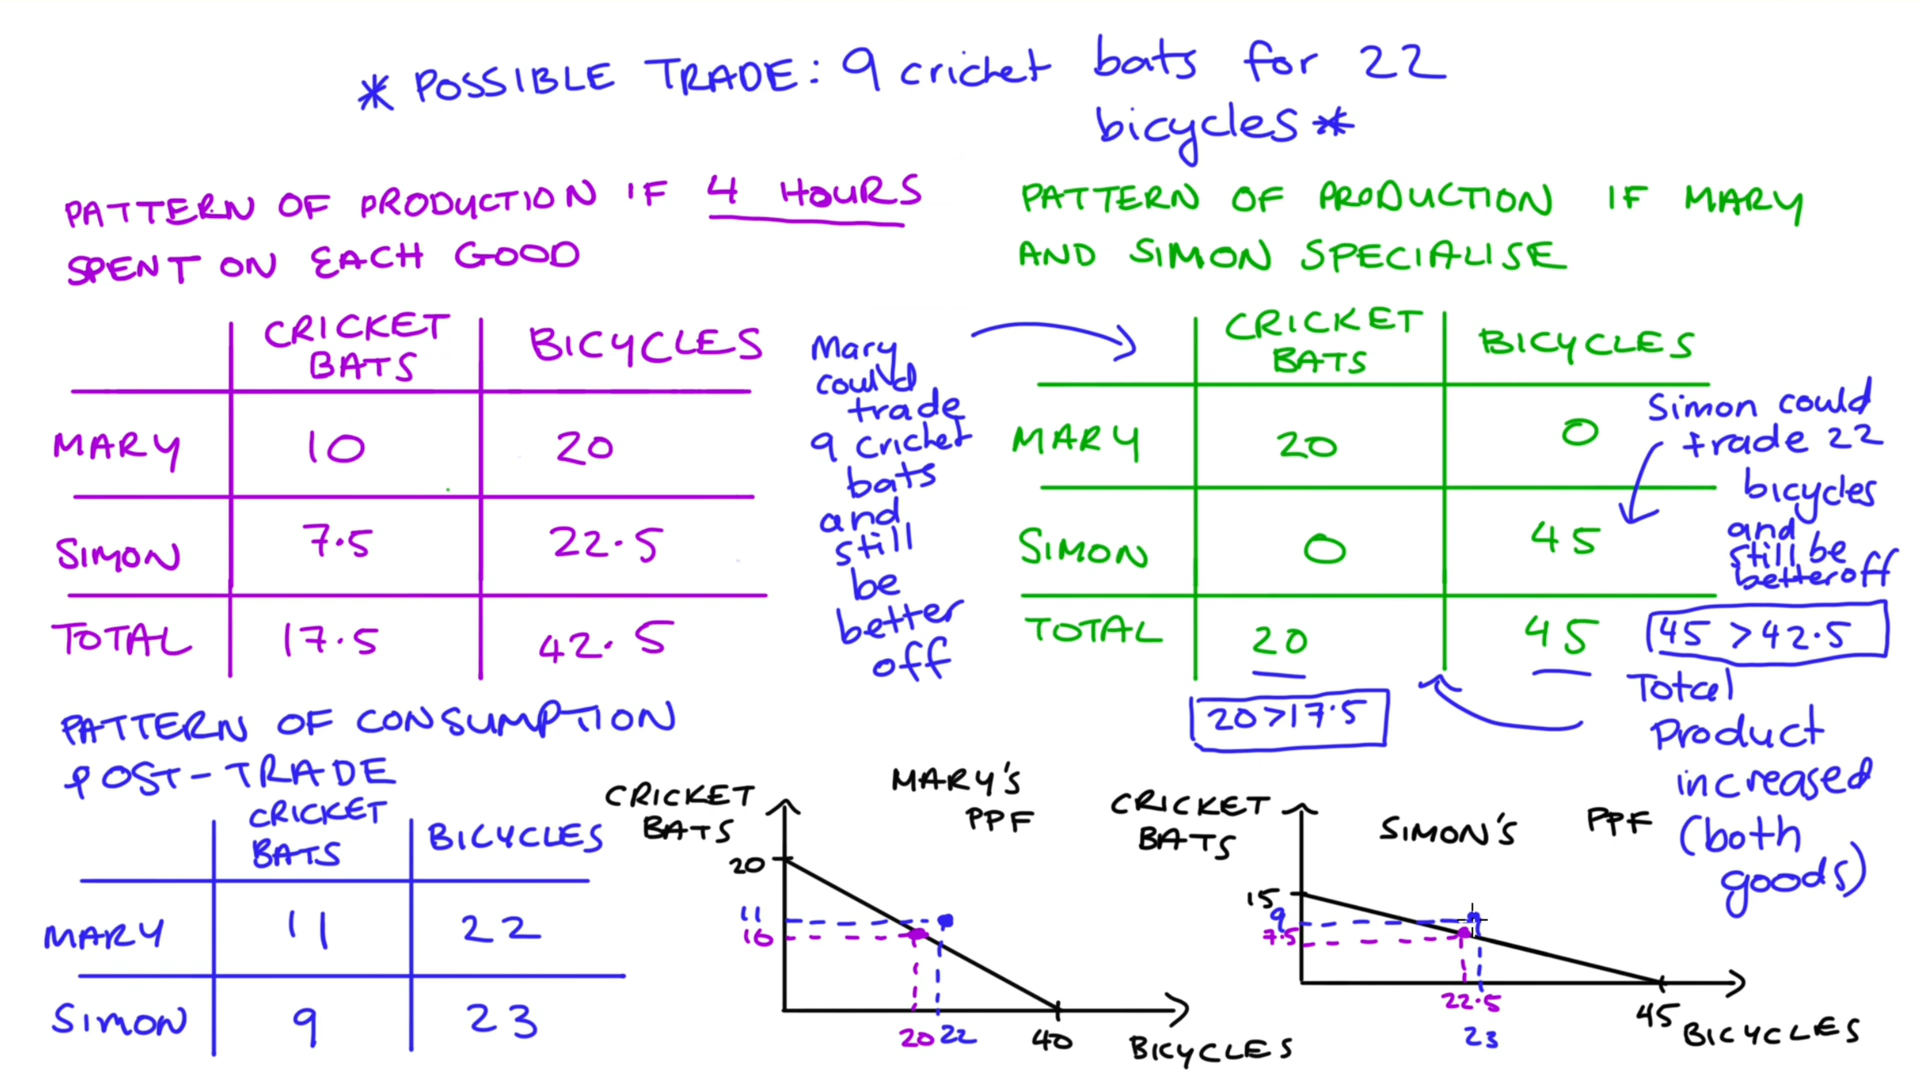 * POSSIBLE TRADE: 9 cricket bats for 22
bicycles *
PATTERN OF PRODUCTION IF 4 HOURS
SPENT ON EACH GOOD
CRICKET BATS BICYCLES
MARY 10 20
SIMON 7.5 22.5
TOTAL 17.5 42.5
Mary
could
trade
9 cricket
bats
and
still
be
better
off
PATTERN OF PRODUCTION IF MARY
AND SIMON SPECIALISE
CRICKET BATS BICYCLES
MARY 20 0
SIMON 0 45
TOTAL 20 45
20>17.5
45 >42.5
Simon could
trade 22
bicycles
and
still be
better off
Total
Product
increased
(both
goods)
PATTERN OF CONSUMPTION
POST-TRADE
CRICKET
BATS
BICYCLES
MARY 11 22
SIMON 9 23
CRICKET
BATS
MARY'S
PPF
20
11
10
20 22 40
BICYCLES
CRICKET
BATS
SIMON'S PPF
15
9
7.5
22.5 45
23
BICYCLES